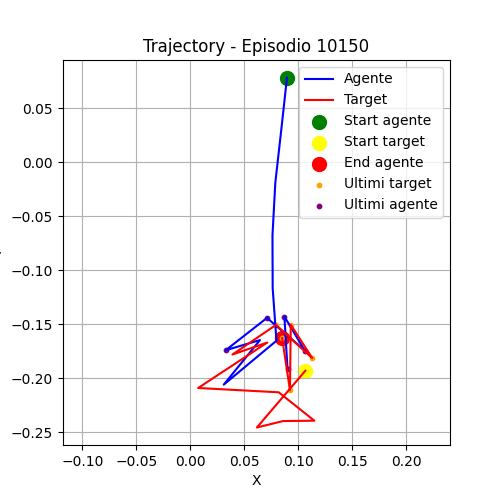 Trajectory - Episodio 10150
Agente
Target
Start agente
Start target
End agente
Ultimi target
Ultimi agente
0.05
0.00
−0.05
−0.10
−0.15
−0.20
−0.25
−0.10
−0.05
0.00
0.05
0.10
0.15
0.20
X